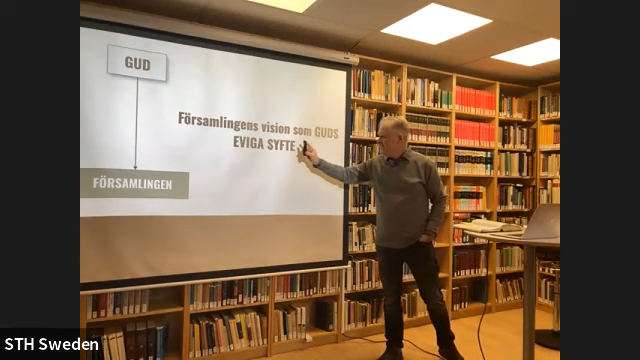 GUD
Församlingens vision som GUDS
EVIGA SYFTE
FÖRSAMLINGEN
STH Sweden